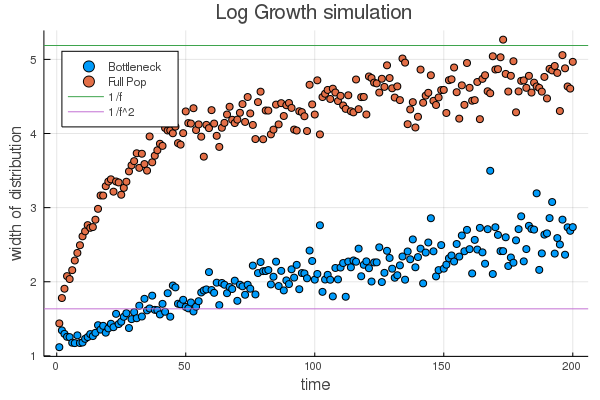 Log Growth simulation
width of distribution
5
4
3
2
1
Bottleneck
Full Pop
1/f
1/f^2
0
50
100
150
200
time